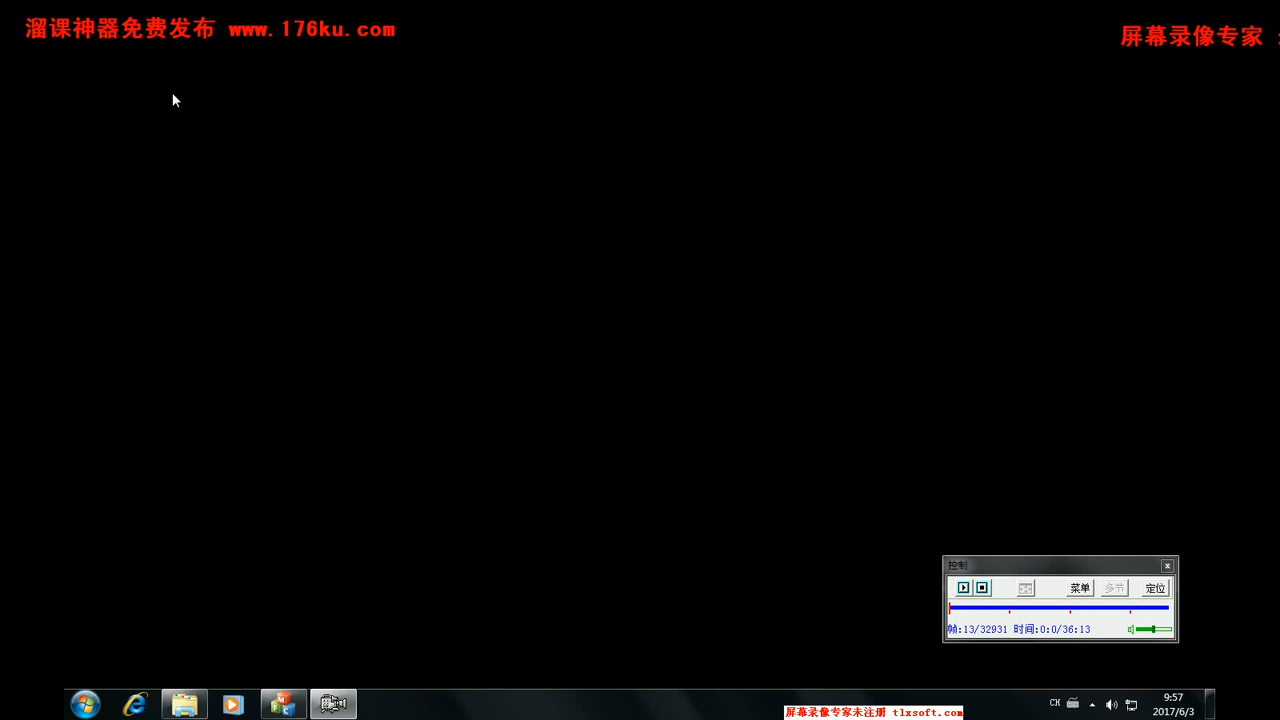 溜课神器免费发布 www.176ku.com
屏幕录像专家
控制
菜单 多节 定位
帧:13/32931 时间:0:0/36:13
CH
9:57
2017/6/3
屏幕录像专家未注册 tlxsoft.com